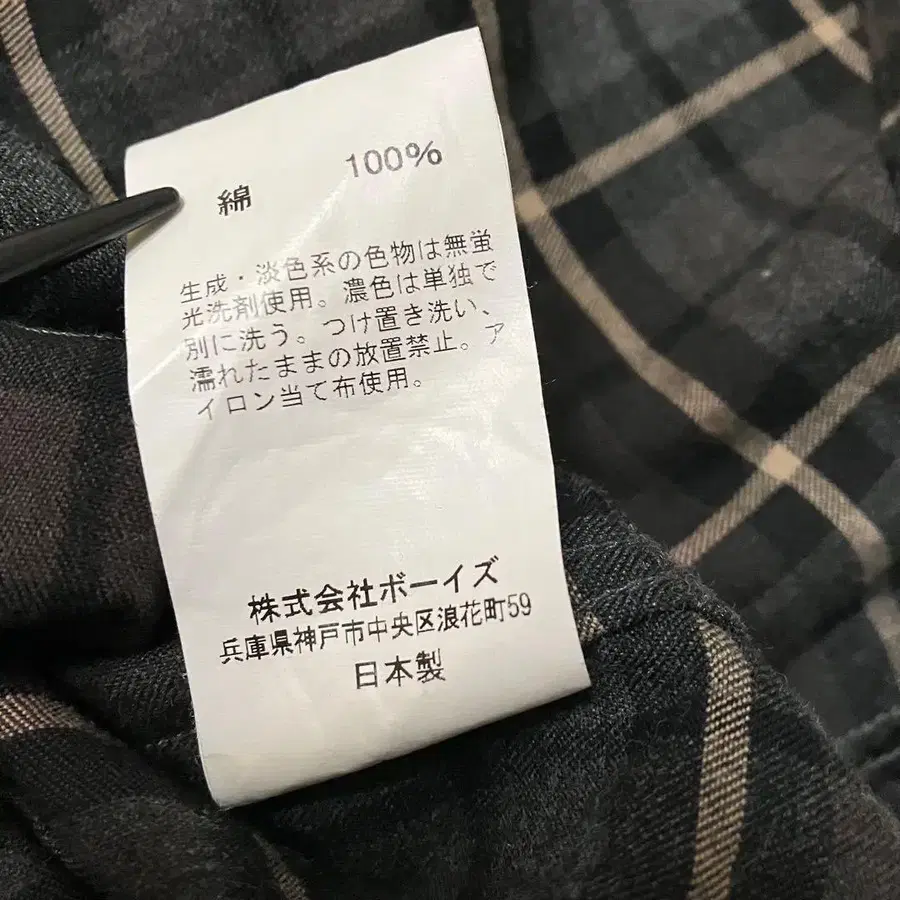 綿 100%
生成・淡色系の色物は無蛍
光洗剤使用。濃色は単独で
別に洗う。つけ置き洗い、
濡れたままの放置禁止。ア
イロン当て布使用。
株式会社ボーイズ
兵庫県神戸市中央区浪花町59
日本製